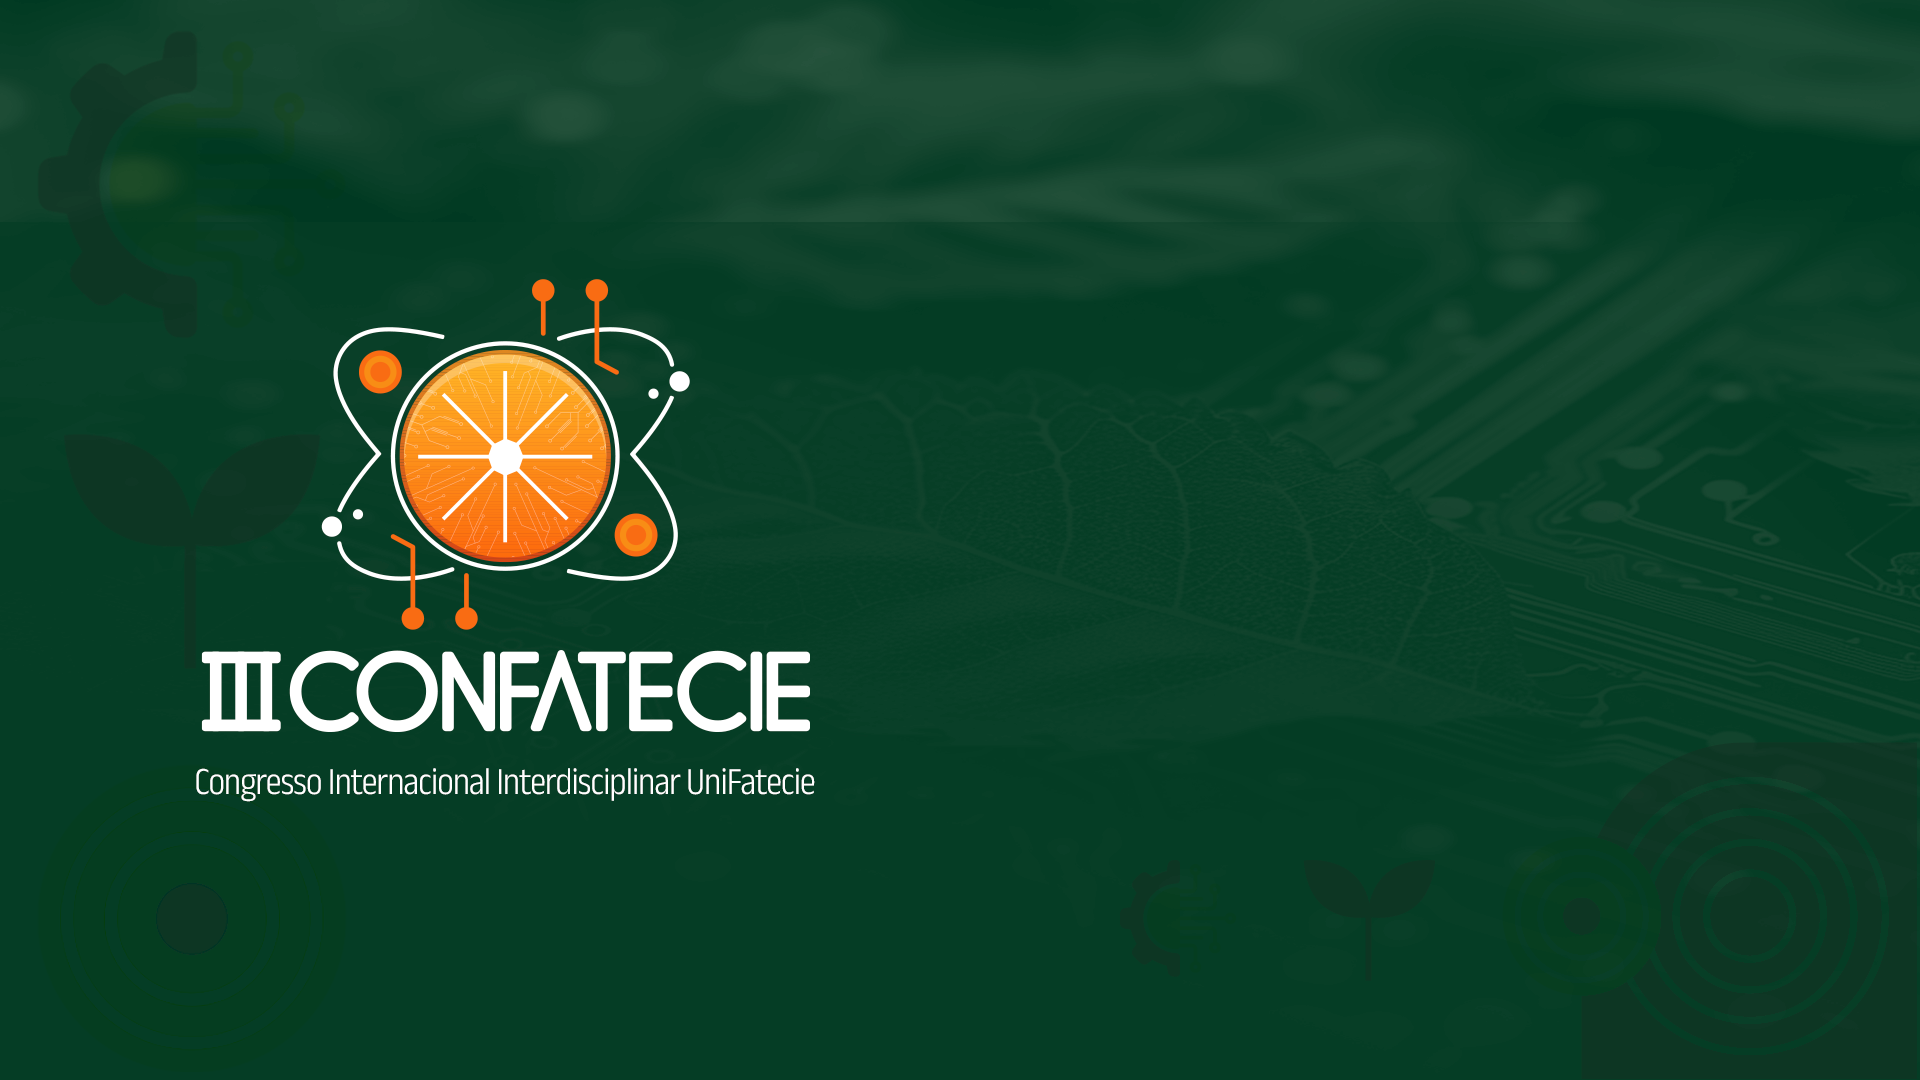 III CONFATECIE
Congresso Internacional Interdisciplinar UniFatecie